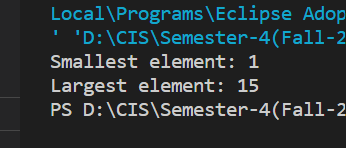 Local\Programs\Eclipse Adop
' 'D:\CIS\Semester-4(Fall-2
Smallest element: 1
Largest element: 15
PS D:\CIS\Semester-4(Fall-2